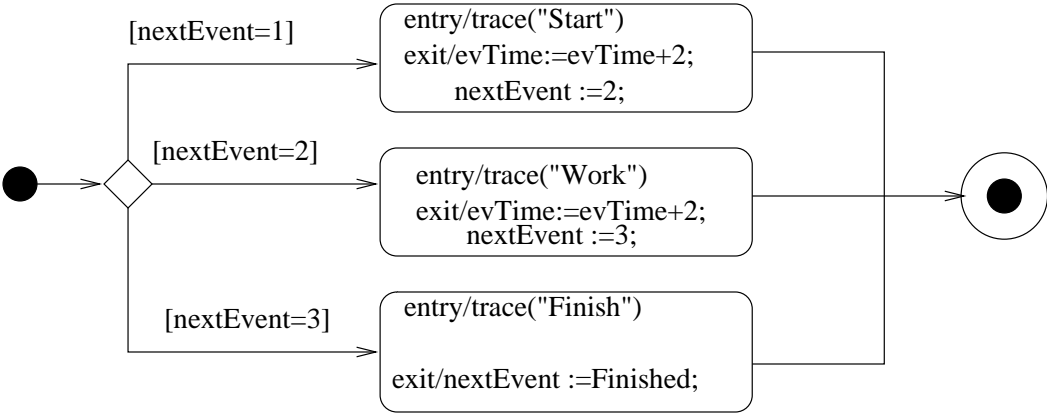 [nextEvent=1]
entry/trace("Start")
exit/evTime:=evTime+2;
nextEvent :=2;
[nextEvent=2]
entry/trace("Work")
exit/evTime:=evTime+2;
nextEvent :=3;
[nextEvent=3]
entry/trace("Finish")
exit/nextEvent :=Finished;